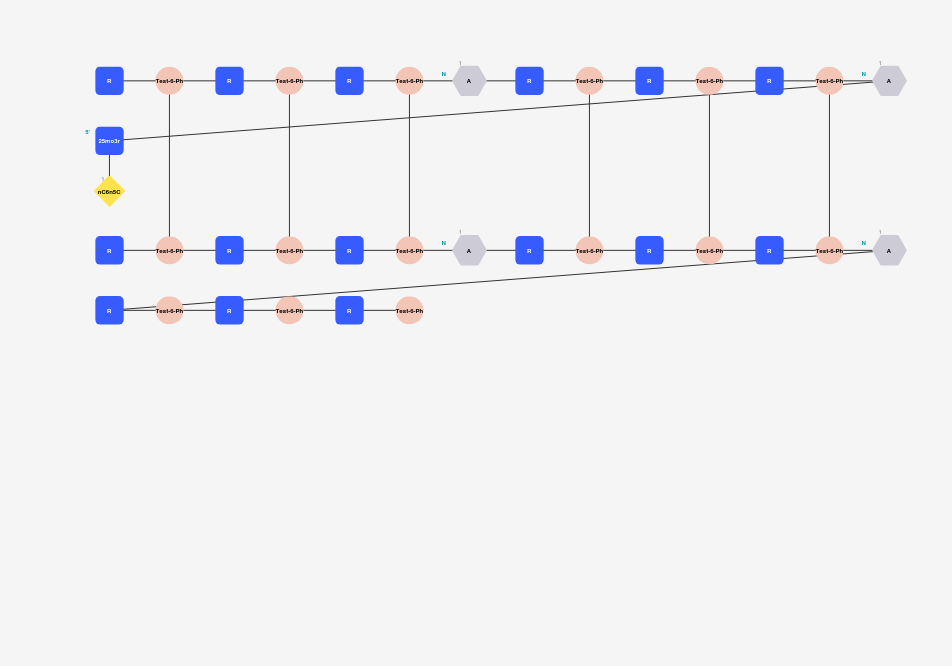 1 1
R Test-6-Ph R Test-6-Ph R Test-6-Ph N A R Test-6-Ph R Test-6-Ph R Test-6-Ph N A
5'
25mo3r
1
nC6n5C
1 1
R Test-6-Ph R Test-6-Ph R Test-6-Ph N A R Test-6-Ph R Test-6-Ph R Test-6-Ph N A
R Test-6-Ph R Test-6-Ph R Test-6-Ph